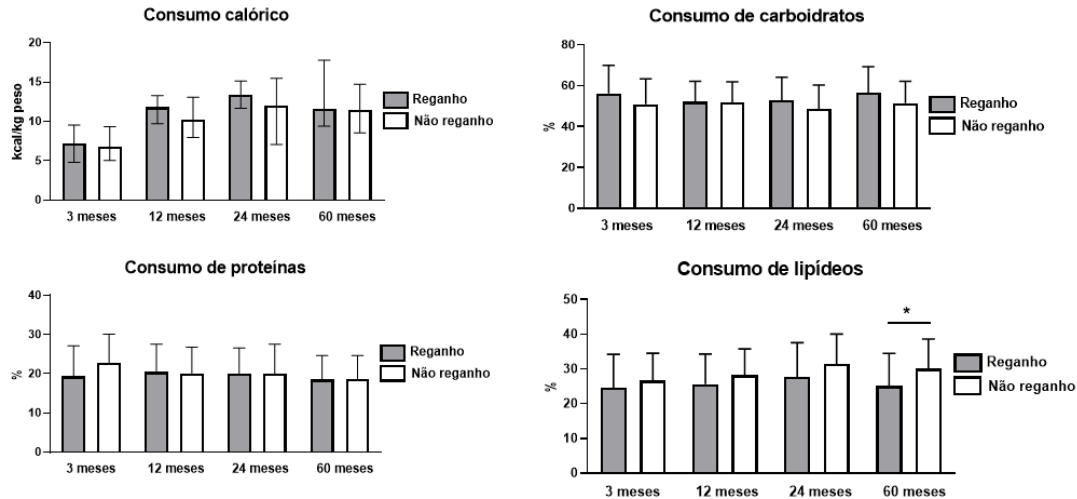 Consumo calórico
20
15
10
5
0
kcal/kg peso
3 meses 12 meses 24 meses 60 meses
Reganho
Não reganho
Consumo de carboidratos
80
60
40
20
0
%
3 meses 12 meses 24 meses 60 meses
Reganho
Não reganho
Consumo de proteínas
40
30
20
10
0
%
3 meses 12 meses 24 meses 60 meses
Reganho
Não reganho
Consumo de lipídeos
50
40
30
20
10
0
%
*
3 meses 12 meses 24 meses 60 meses
Reganho
Não reganho